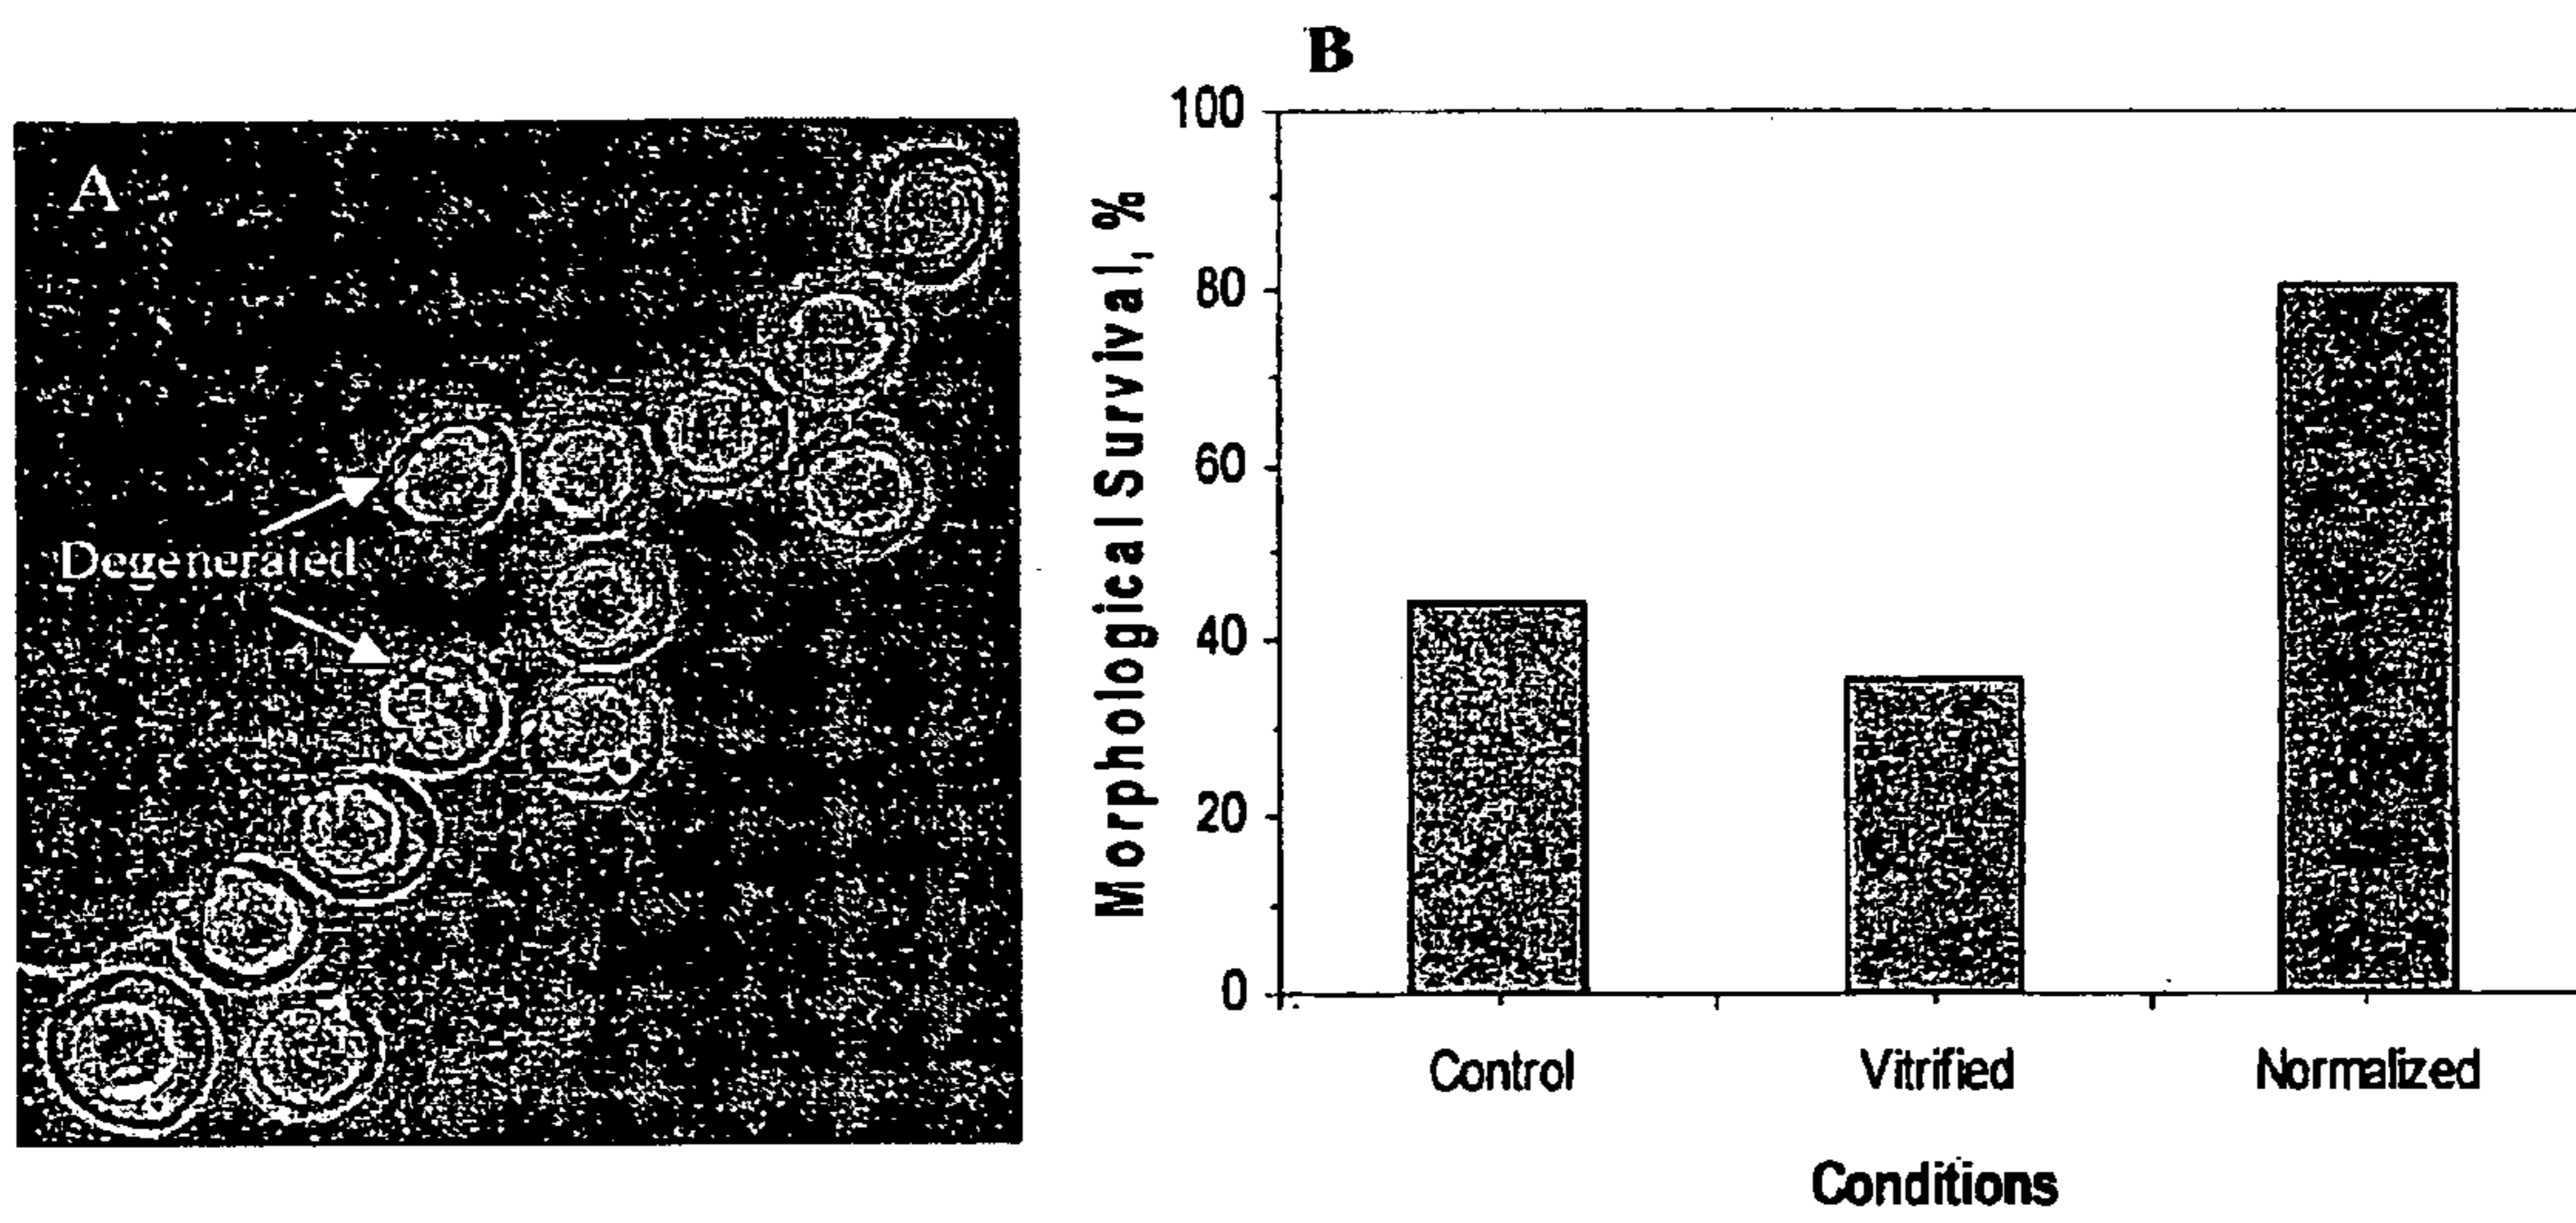 A
Degenerated
B
Morphological Survival, %
100
80
60
40
20
0
Control Vitrified Normalized
Conditions